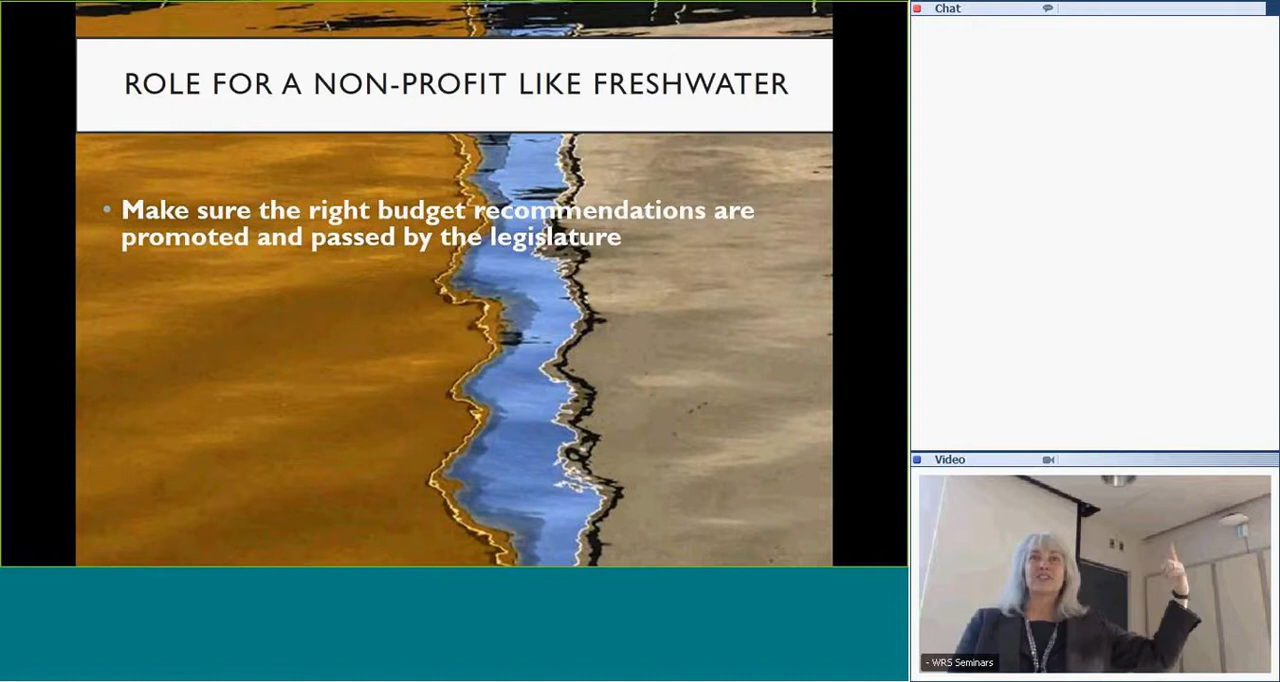 ROLE FOR A NON-PROFIT LIKE FRESHWATER
• Make sure the right budget recommendations are
promoted and passed by the legislature
Chat
Video
- WRS Seminars